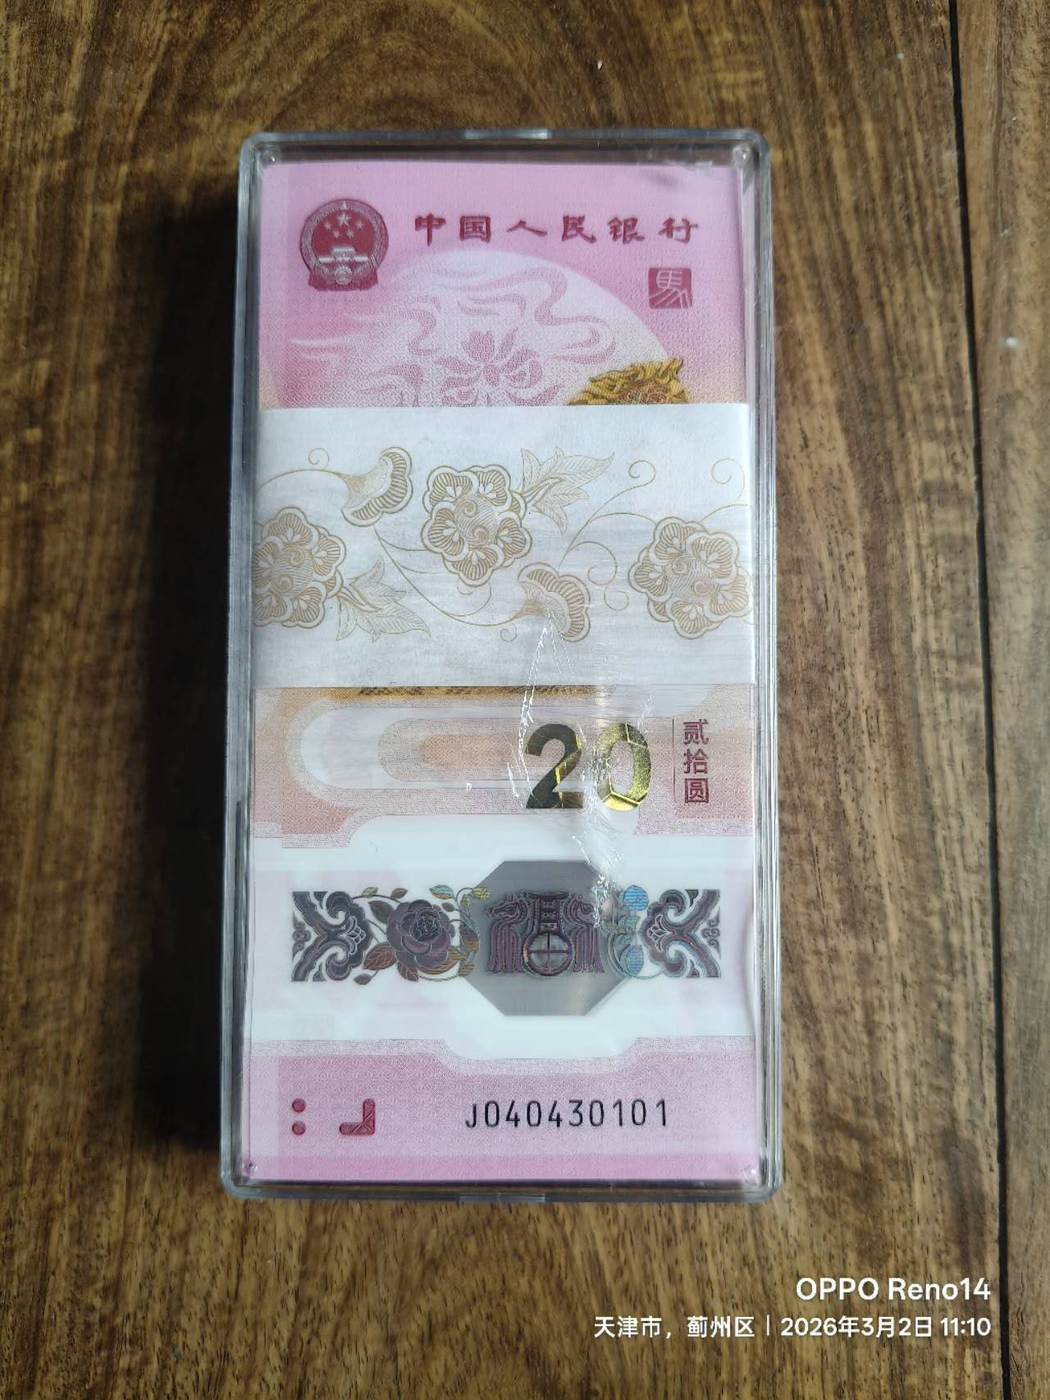 中国人民银行
馬
20
贰拾圆
J040430101
OPPO Reno14
天津市，蓟州区 | 2026年3月2日 11:10